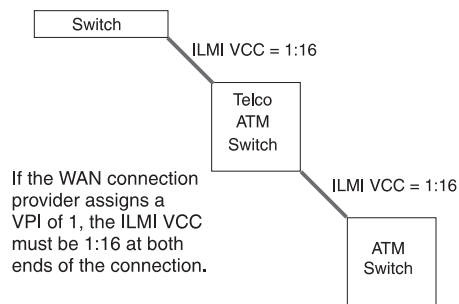 Switch
ILMI VCC = 1:16
Telco
ATM
Switch
If the WAN connection
provider assigns a
VPI of 1, the ILMI VCC
must be 1:16 at both
ends of the connection.
ILMI VCC = 1:16
ATM
Switch